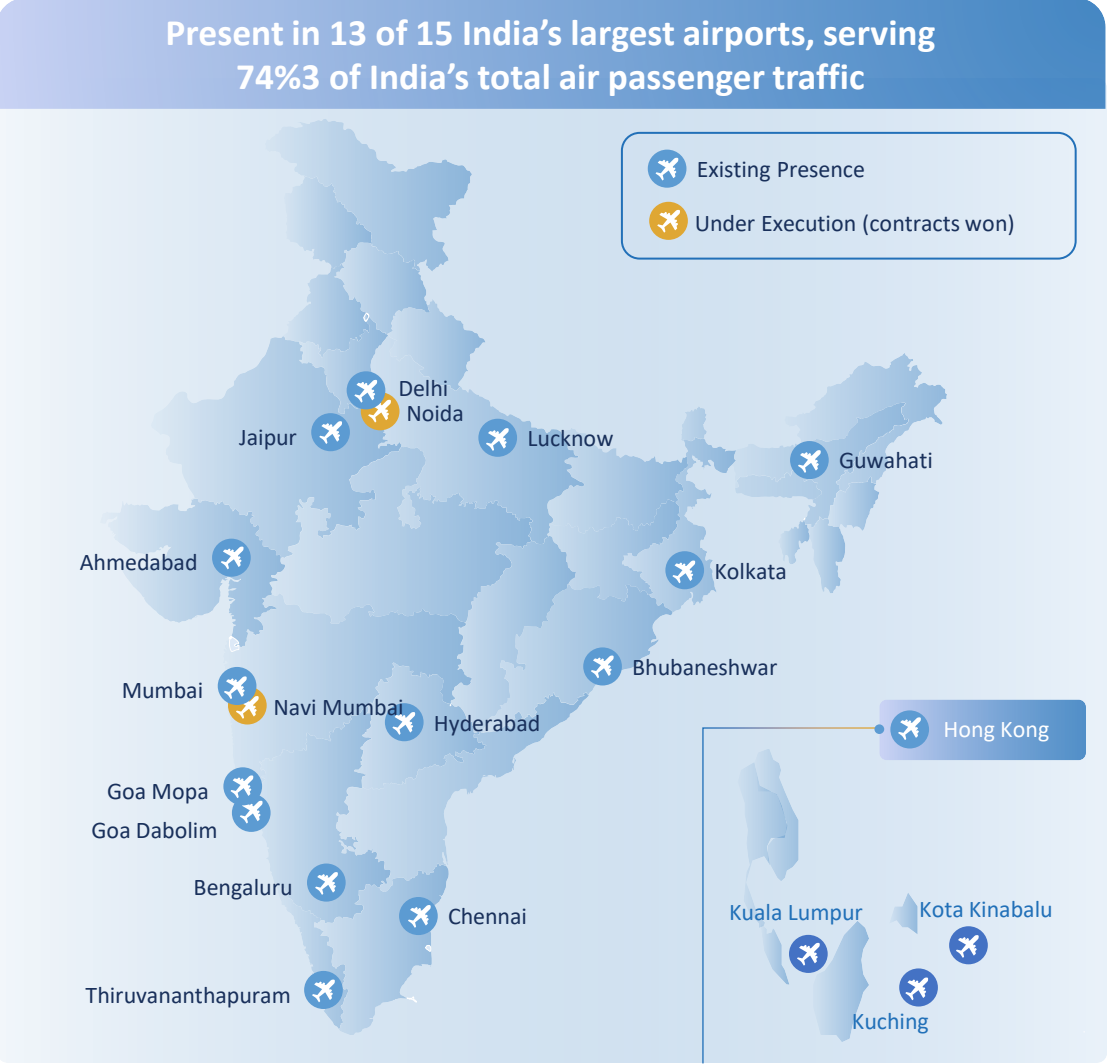 Present in 13 of 15 India’s largest airports, serving
74%3 of India’s total air passenger traffic
Existing Presence
Under Execution (contracts won)
Delhi
Noida
Jaipur
Lucknow
Guwahati
Ahmedabad
Kolkata
Bhubaneshwar
Mumbai
Navi Mumbai
Hyderabad
Hong Kong
Goa Mopa
Goa Dabolim
Bengaluru
Chennai
Kuala Lumpur
Kota Kinabalu
Thiruvananthapuram
Kuching